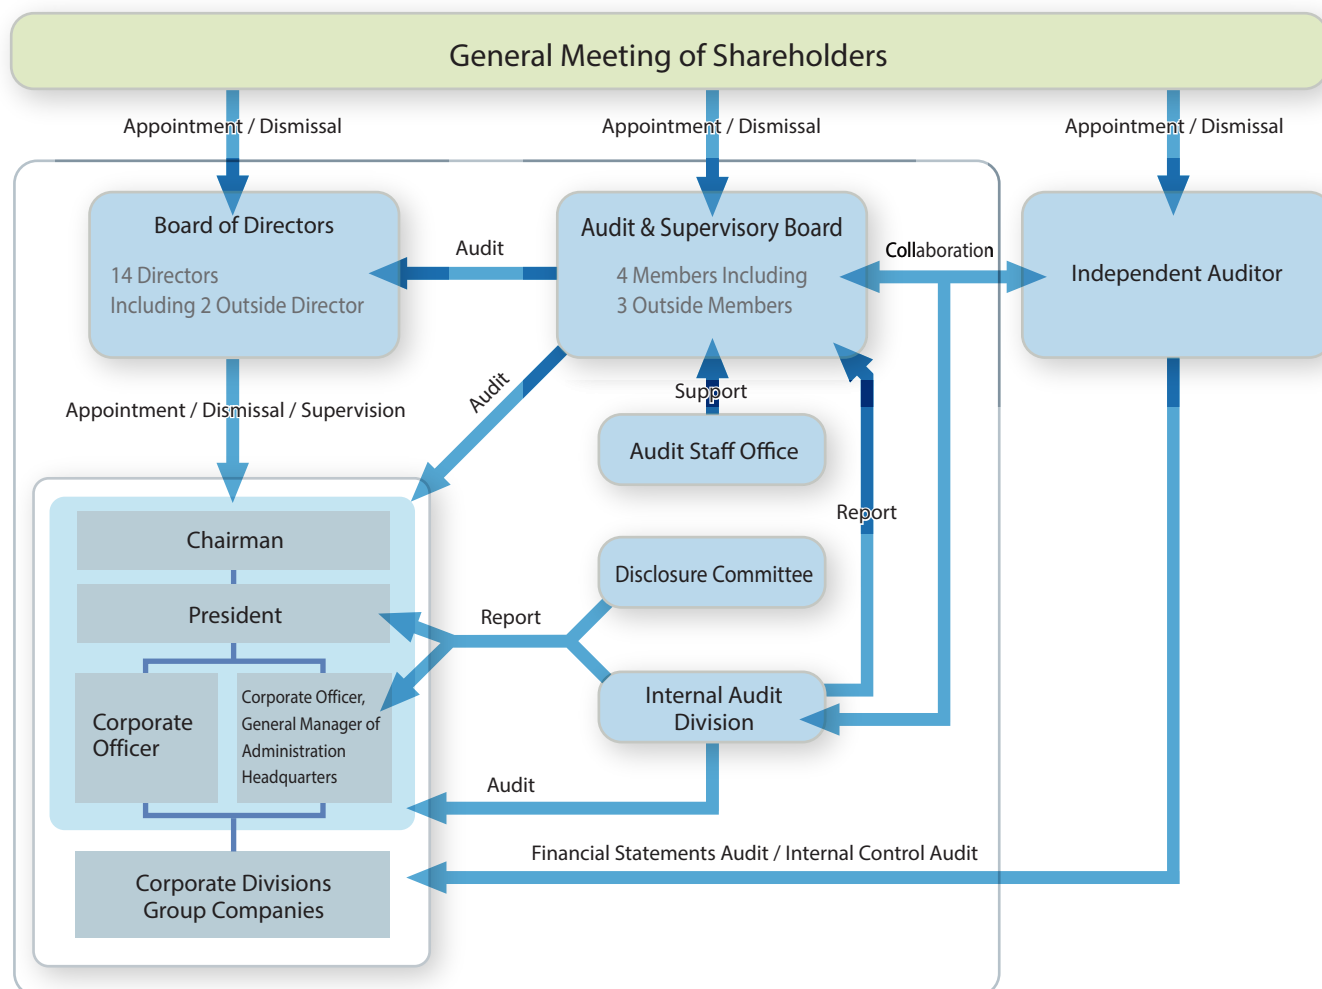 General Meeting of Shareholders
Appointment / Dismissal
Appointment / Dismissal
Appointment / Dismissal
Board of Directors
14 Directors
Including 2 Outside Director
Audit
Audit & Supervisory Board
4 Members Including
3 Outside Members
Collaboration
Independent Auditor
Appointment / Dismissal / Supervision
Audit
Support
Audit Staff Office
Report
Chairman
President
Corporate
Officer
Corporate Officer,
General Manager of
Administration
Headquarters
Report
Disclosure Committee
Internal Audit
Division
Audit
Financial Statements Audit / Internal Control Audit
Corporate Divisions
Group Companies